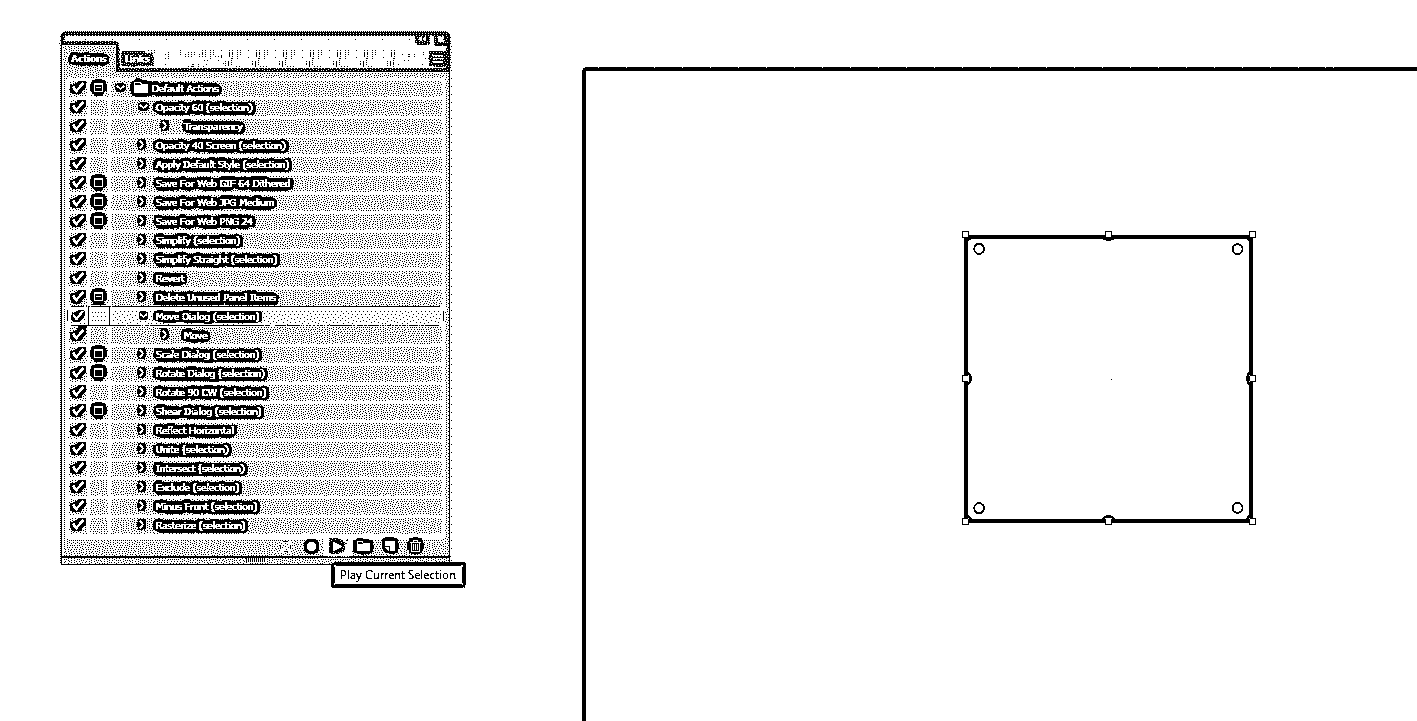 Actions Links
Default Actions
Opacity 60 (selection)
Transparency
Opacity 40 Screen (selection)
Apply Default Style (selection)
Save For Web GIF 64 Dithered
Save For Web JPG Medium
Save For Web PNG 24
Simplify (selection)
Simplify Straight (selection)
Revert
Delete Unused Panel Items
Move Dialog (selection)
Move
Scale Dialog (selection)
Rotate Dialog (selection)
Rotate 90 CW (selection)
Shear Dialog (selection)
Reflect Horizontal
Unite (selection)
Intersect (selection)
Exclude (selection)
Minus Front (selection)
Rasterize (selection)
Play Current Selection